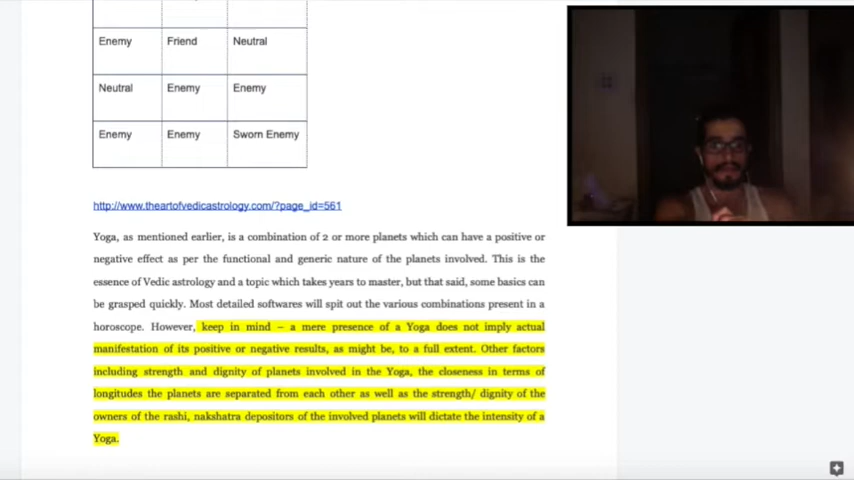 Enemy Friend Neutral
Neutral Enemy Enemy
Enemy Enemy Sworn Enemy
http://www.theartofvedicastrology.com/?page_id=561
Yoga, as mentioned earlier, is a combination of 2 or more planets which can have a positive or
negative effect as per the functional and generic nature of the planets involved. This is the
essence of Vedic astrology and a topic which takes years to master, but that said, some basics can
be grasped quickly. Most detailed softwares will spit out the various combinations present in a
horoscope. However, keep in mind – a mere presence of a Yoga does not imply actual
manifestation of its positive or negative results, as might be, to a full extent. Other factors
including strength and dignity of planets involved in the Yoga, the closeness in terms of
longitudes the planets are separated from each other as well as the strength/ dignity of the
owners of the rashi, nakshatra depositors of the involved planets will dictate the intensity of a
Yoga.